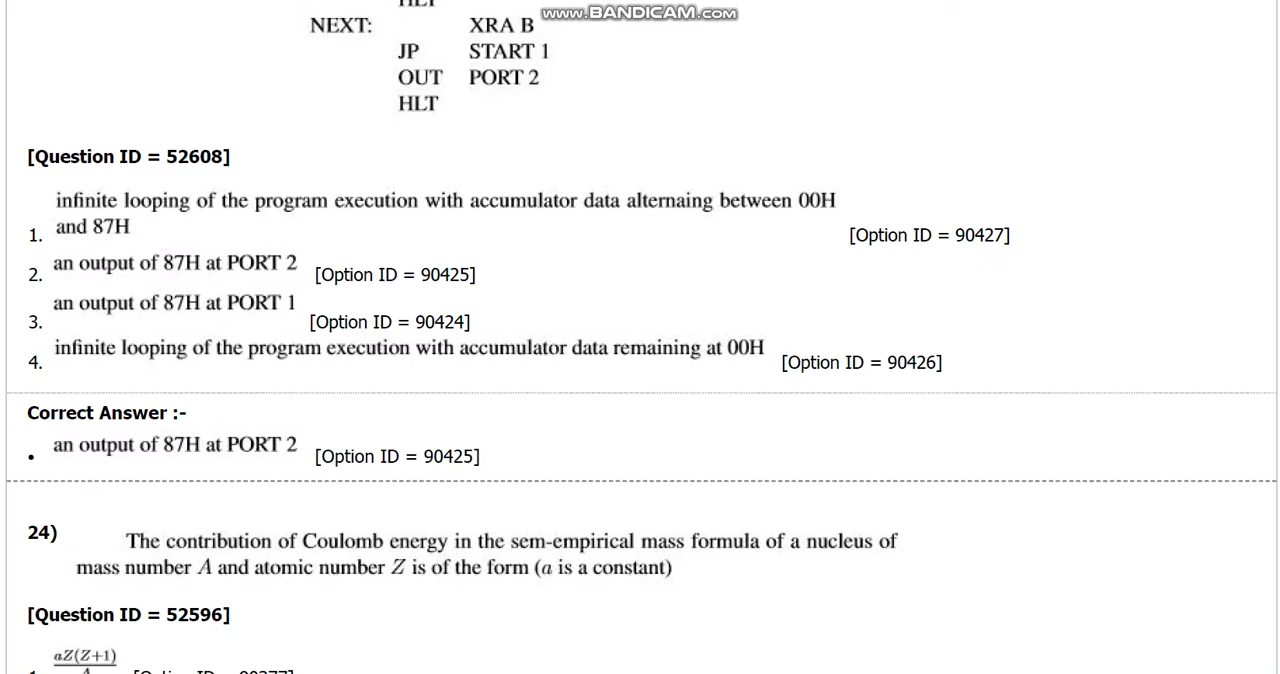 HLT
www.BANDICAM.com
NEXT: XRA B
JP START 1
OUT PORT 2
HLT
[Question ID = 52608]
infinite looping of the program execution with accumulator data alternaing between 00H
1. and 87H [Option ID = 90427]
2. an output of 87H at PORT 2 [Option ID = 90425]
3. an output of 87H at PORT 1 [Option ID = 90424]
4. infinite looping of the program execution with accumulator data remaining at 00H [Option ID = 90426]
Correct Answer :-
• an output of 87H at PORT 2 [Option ID = 90425]
24) The contribution of Coulomb energy in the sem-empirical mass formula of a nucleus of
mass number A and atomic number Z is of the form (a is a constant)
[Question ID = 52596]
aZ(Z+1)